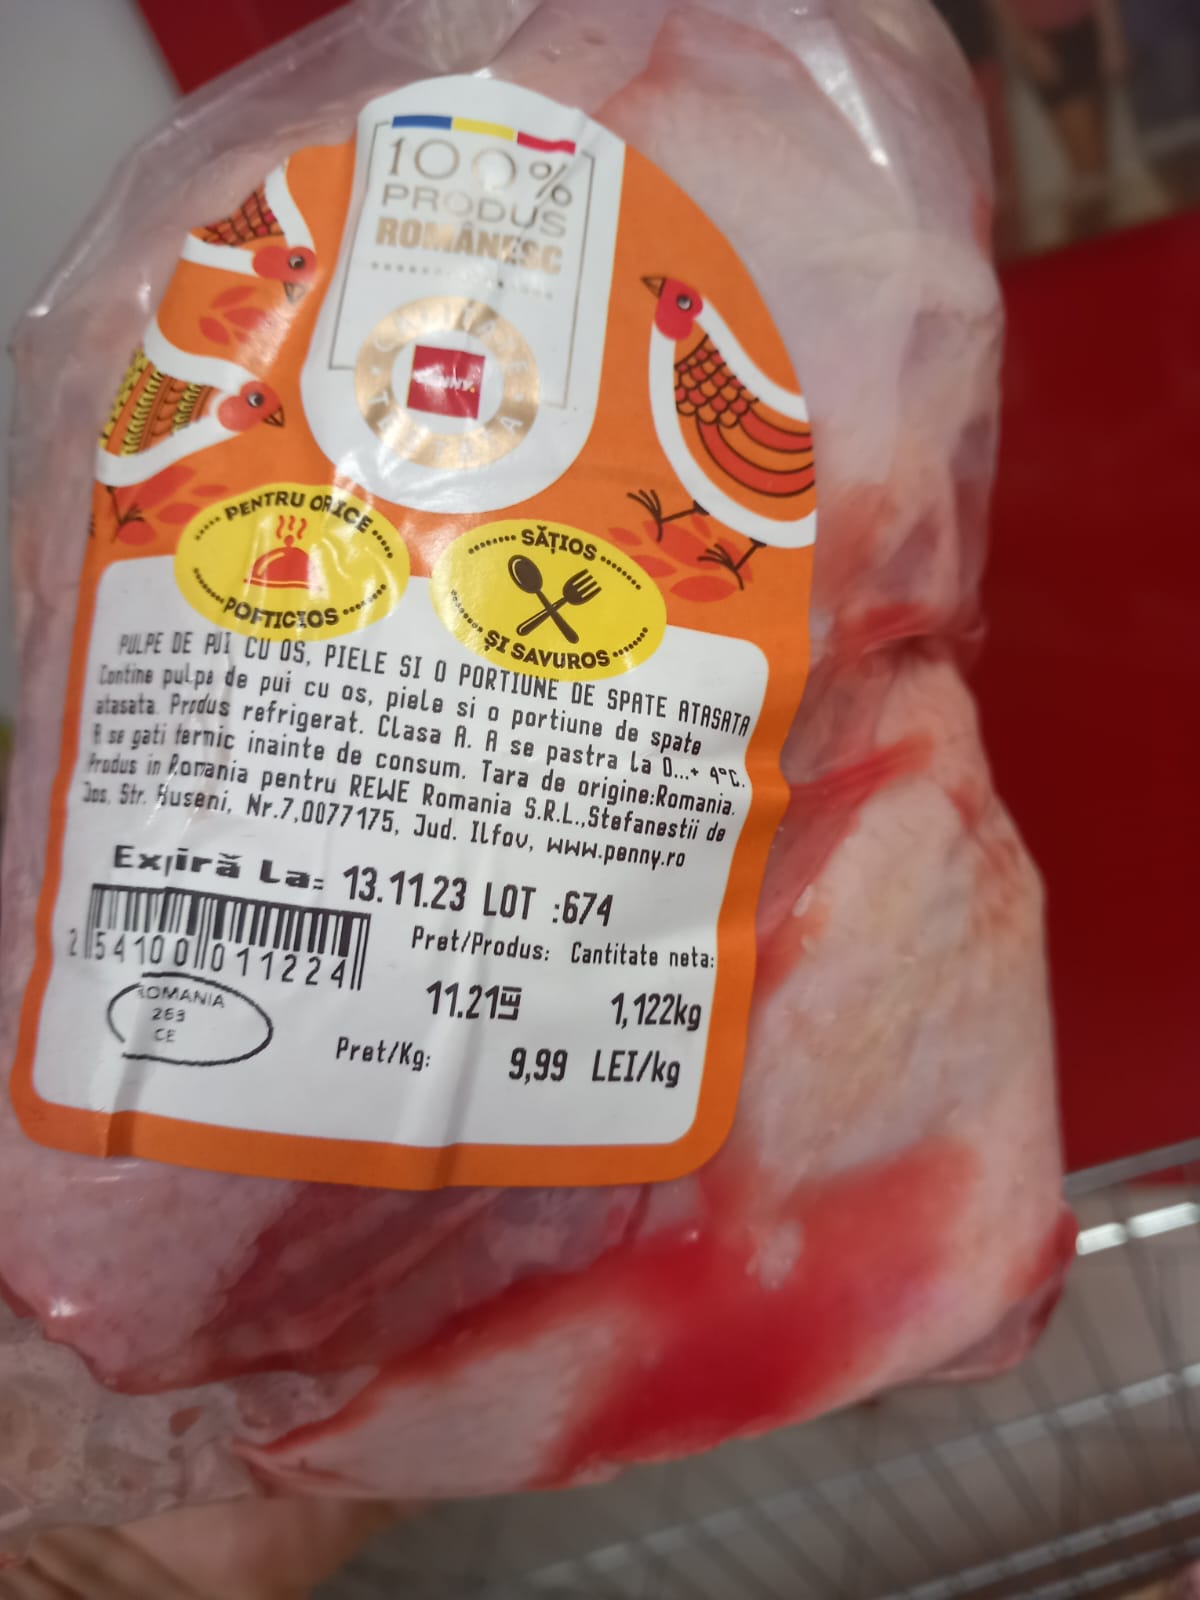 100%
PRODUS
ROMÂNESC
CALITATE
PENNY.
TESTATĂ
PENTRU ORICE
POFTICIOS
SĂȚIOS
ȘI SAVUROS
PULPE DE PUI CU OS, PIELE SI O PORTIUNE DE SPATE ATASATA
Contine pulpe de pui cu os, piele si o portiune de spate
atasata. Produs refrigerat. Clasa A. A se pastra la 0...+ 4°C.
A se gati termic inainte de consum. Tara de origine:Romania.
Produs in Romania pentru REWE Romania S.R.L.,Stefanestii de
Jos, Str. Buseni, Nr.7,0077175, Jud. Ilfov, www.penny.ro
Expiră La: 13.11.23 LOT :674
2 54100 011224
Pret/Produs: Cantitate neta:
11.21 LEI 1,122kg
ROMANIA
263
CE
Pret/Kg: 9,99 LEI/kg